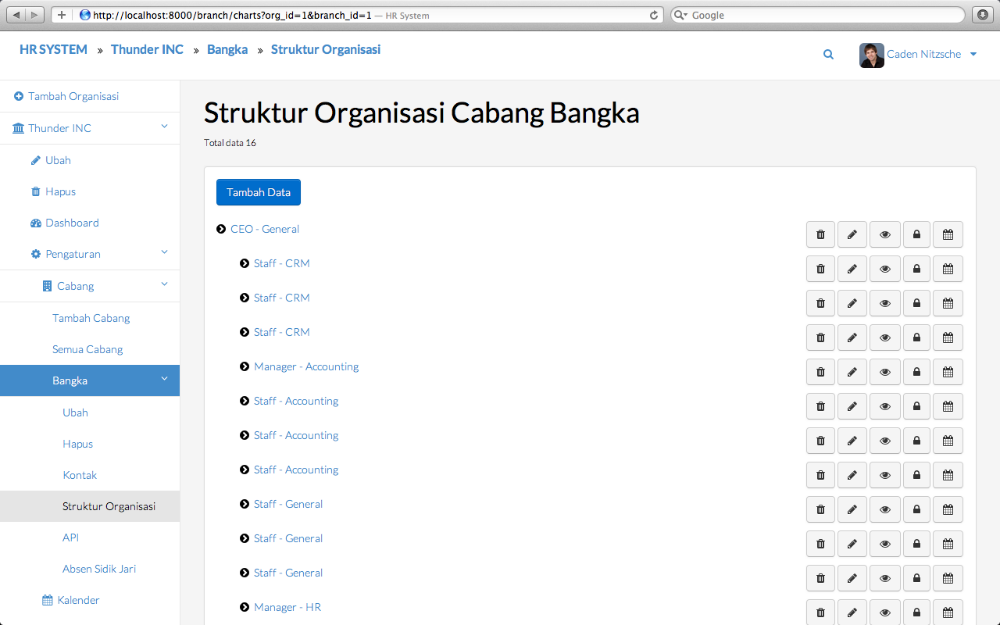 http://localhost:8000/branch/charts?org_id=1&branch_id=1 — HR System
Google
HR SYSTEM » Thunder INC » Bangka » Struktur Organisasi
Caden Nitzsche
Tambah Organisasi
Thunder INC
Ubah
Hapus
Dashboard
Pengaturan
Cabang
Tambah Cabang
Semua Cabang
Bangka
Ubah
Hapus
Kontak
Struktur Organisasi
API
Absen Sidik Jari
Kalender
Struktur Organisasi Cabang Bangka
Total data 16
Tambah Data
CEO - General
Staff - CRM
Staff - CRM
Staff - CRM
Manager - Accounting
Staff - Accounting
Staff - Accounting
Staff - Accounting
Staff - General
Staff - General
Staff - General
Manager - HR